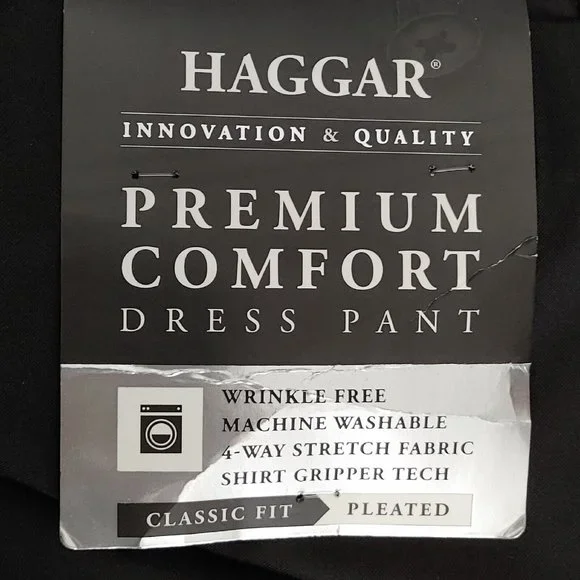 HAGGAR®
INNOVATION & QUALITY
PREMIUM
COMFORT
DRESS PANT
WRINKLE FREE
MACHINE WASHABLE
4-WAY STRETCH FABRIC
SHIRT GRIPPER TECH
CLASSIC FIT PLEATED